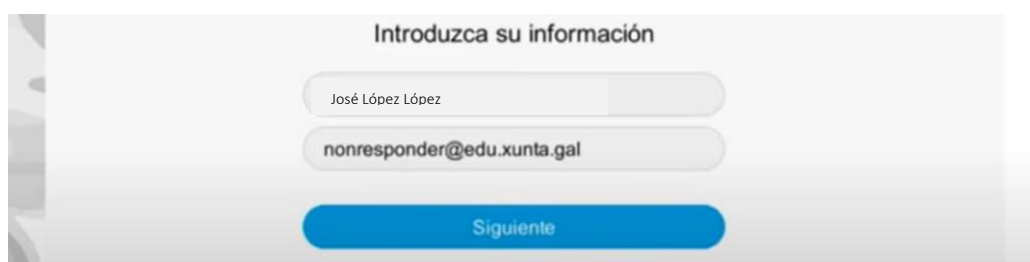 Introduzca su información
José López López
nonresponder@edu.xunta.gal
Siguiente